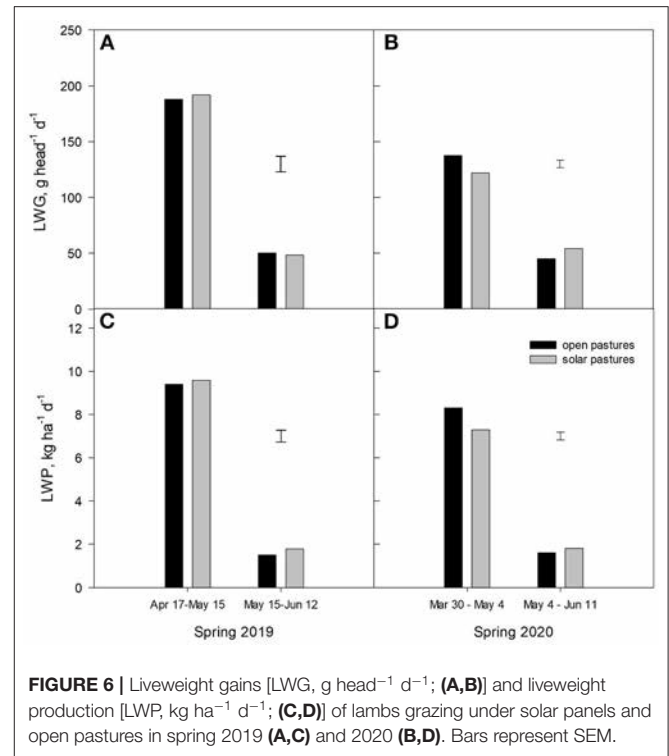 A
B
250
200
150
100
50
0
LWG, g head⁻¹ d⁻¹
C
D
12
10
8
6
4
2
0
LWP, kg ha⁻¹ d⁻¹
open pastures
solar pastures
Apr 17-May 15
May 15-Jun 12
Mar 30 - May 4
May 4 - Jun 11
Spring 2019
Spring 2020
FIGURE 6 | Liveweight gains [LWG, g head⁻¹ d⁻¹; (A,B)] and liveweight
production [LWP, kg ha⁻¹ d⁻¹; (C,D)] of lambs grazing under solar panels and
open pastures in spring 2019 (A,C) and 2020 (B,D). Bars represent SEM.